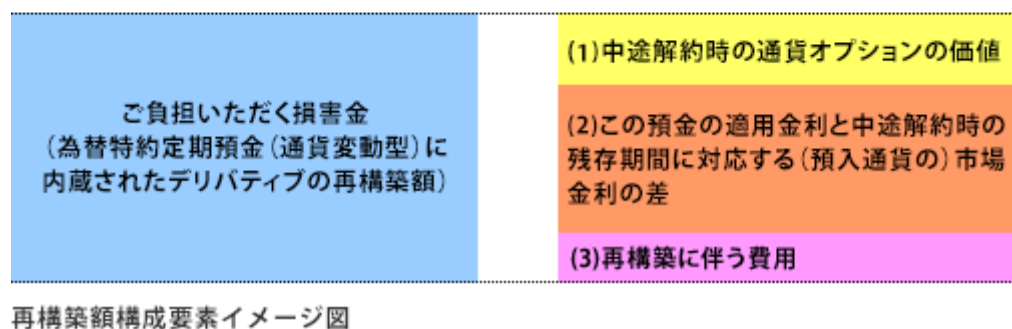 ご負担いただく損害金
（為替特約定期預金（通貨変動型）に
内蔵されたデリバティブの再構築額）
(1)中途解約時の通貨オプションの価値
(2)この預金の適用金利と中途解約時の
残存期間に対応する（預入通貨の）市場
金利の差
(3)再構築に伴う費用
再構築額構成要素イメージ図